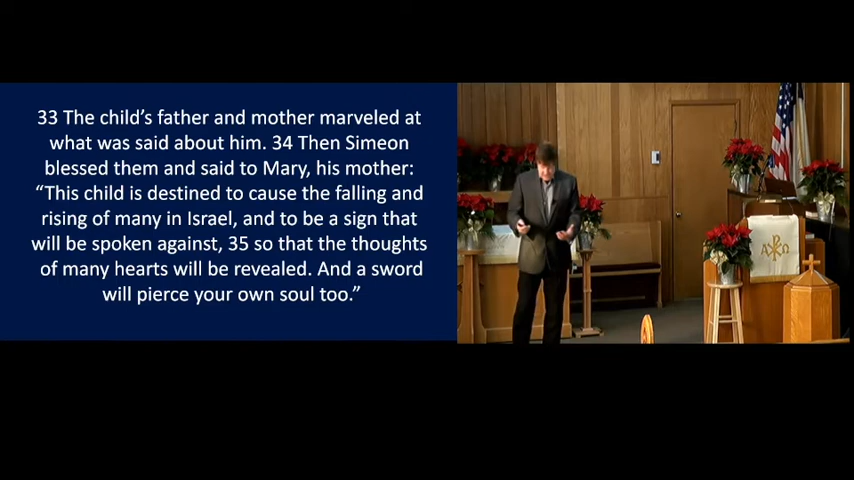 33 The child’s father and mother marveled at
what was said about him. 34 Then Simeon
blessed them and said to Mary, his mother:
“This child is destined to cause the falling and
rising of many in Israel, and to be a sign that
will be spoken against, 35 so that the thoughts
of many hearts will be revealed. And a sword
will pierce your own soul too.”
ΑΩ